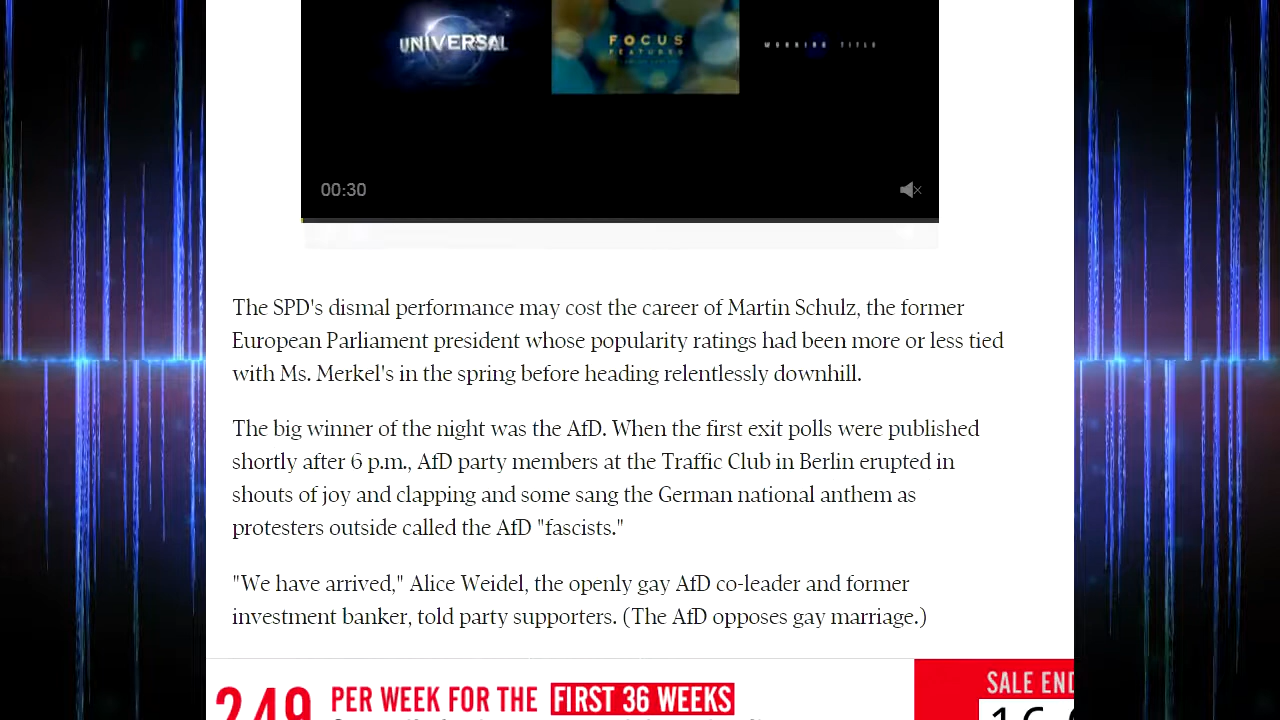 UNIVERSAL
FOCUS
FEATURES
WORKING TITLE
00:30
The SPD's dismal performance may cost the career of Martin Schulz, the former
European Parliament president whose popularity ratings had been more or less tied
with Ms. Merkel's in the spring before heading relentlessly downhill.
The big winner of the night was the AfD. When the first exit polls were published
shortly after 6 p.m., AfD party members at the Traffic Club in Berlin erupted in
shouts of joy and clapping and some sang the German national anthem as
protesters outside called the AfD "fascists."
"We have arrived," Alice Weidel, the openly gay AfD co-leader and former
investment banker, told party supporters. (The AfD opposes gay marriage.)
249 PER WEEK FOR THE FIRST 36 WEEKS
SALE END